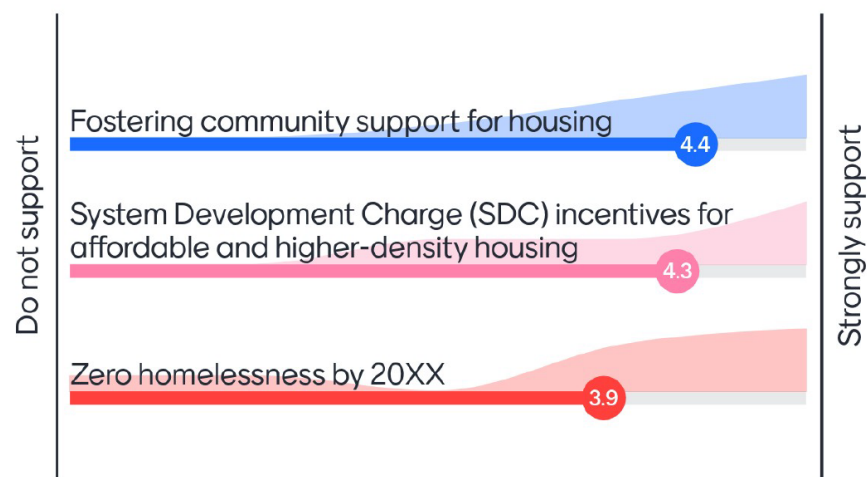 Do not support
Fostering community support for housing
4.4
System Development Charge (SDC) incentives for
affordable and higher-density housing
4.3
Zero homelessness by 20XX
3.9
Strongly support